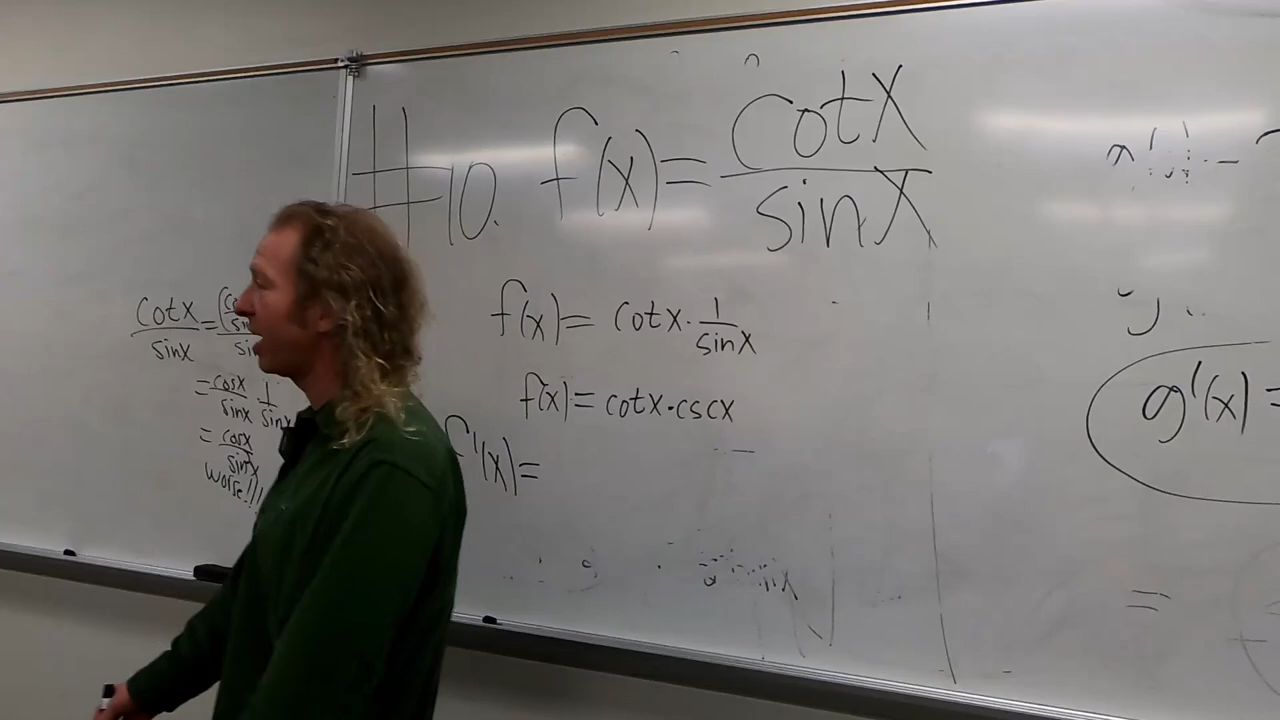 #10. f(x)= cotx/sinx
f(x)= cotx·1/sinx
f(x)= cotx·cscx
f'(x)=
cotx/sinx =
= cosx/sinx 1/sinx
= cosx/sin²x
Worse!!!
g'(x)=
=